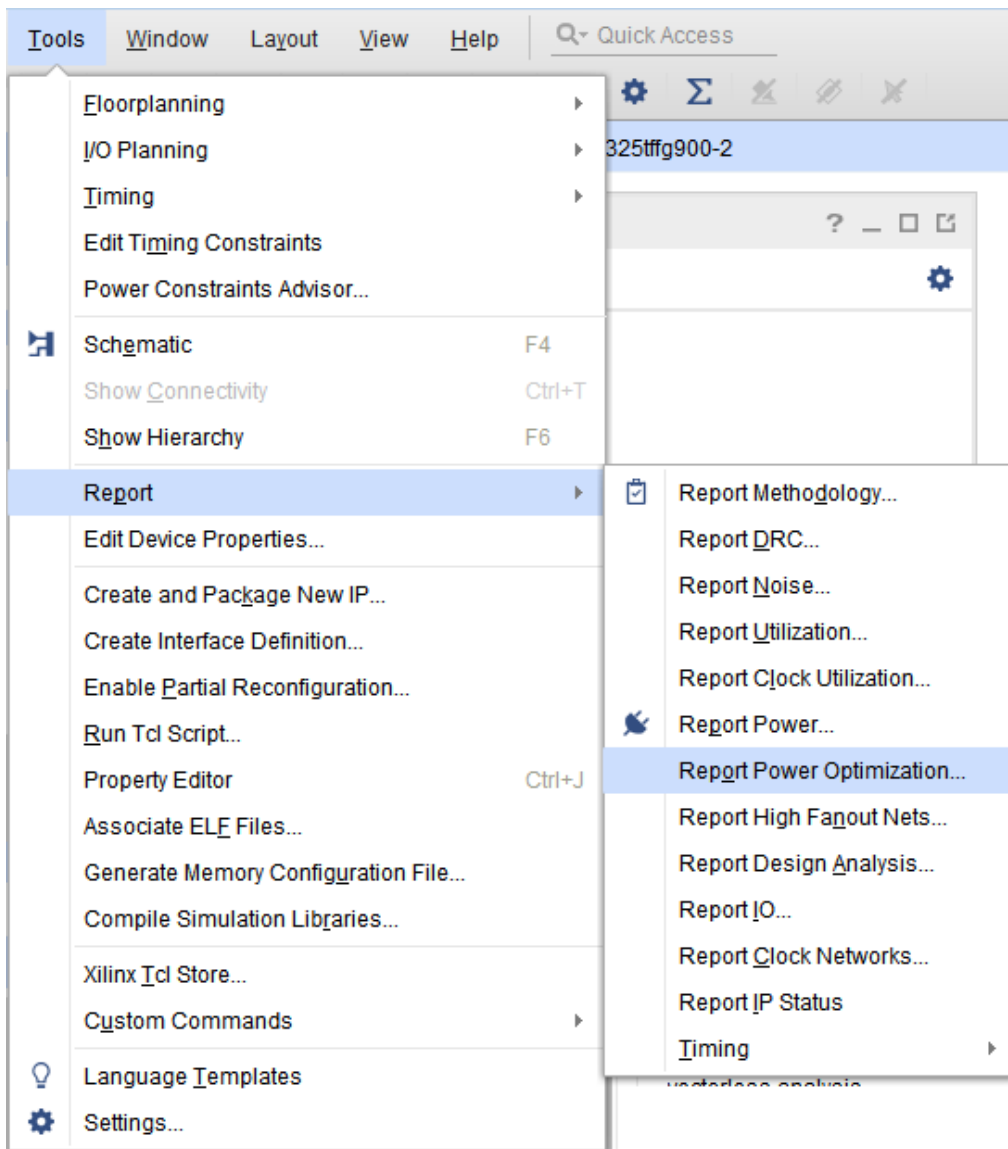 Tools Window Layout View Help Quick Access
325tffg900-2
Floorplanning
I/O Planning
Timing
Edit Timing Constraints
Power Constraints Advisor...
Schematic F4
Show Connectivity Ctrl+T
Show Hierarchy F6
Report
Edit Device Properties...
Create and Package New IP...
Create Interface Definition...
Enable Partial Reconfiguration...
Run Tcl Script...
Property Editor Ctrl+J
Associate ELF Files...
Generate Memory Configuration File...
Compile Simulation Libraries...
Xilinx Tcl Store...
Custom Commands
Language Templates
Settings...
Report Methodology...
Report DRC...
Report Noise...
Report Utilization...
Report Clock Utilization...
Report Power...
Report Power Optimization...
Report High Fanout Nets...
Report Design Analysis...
Report IO...
Report Clock Networks...
Report IP Status
Timing
vectorless analysis